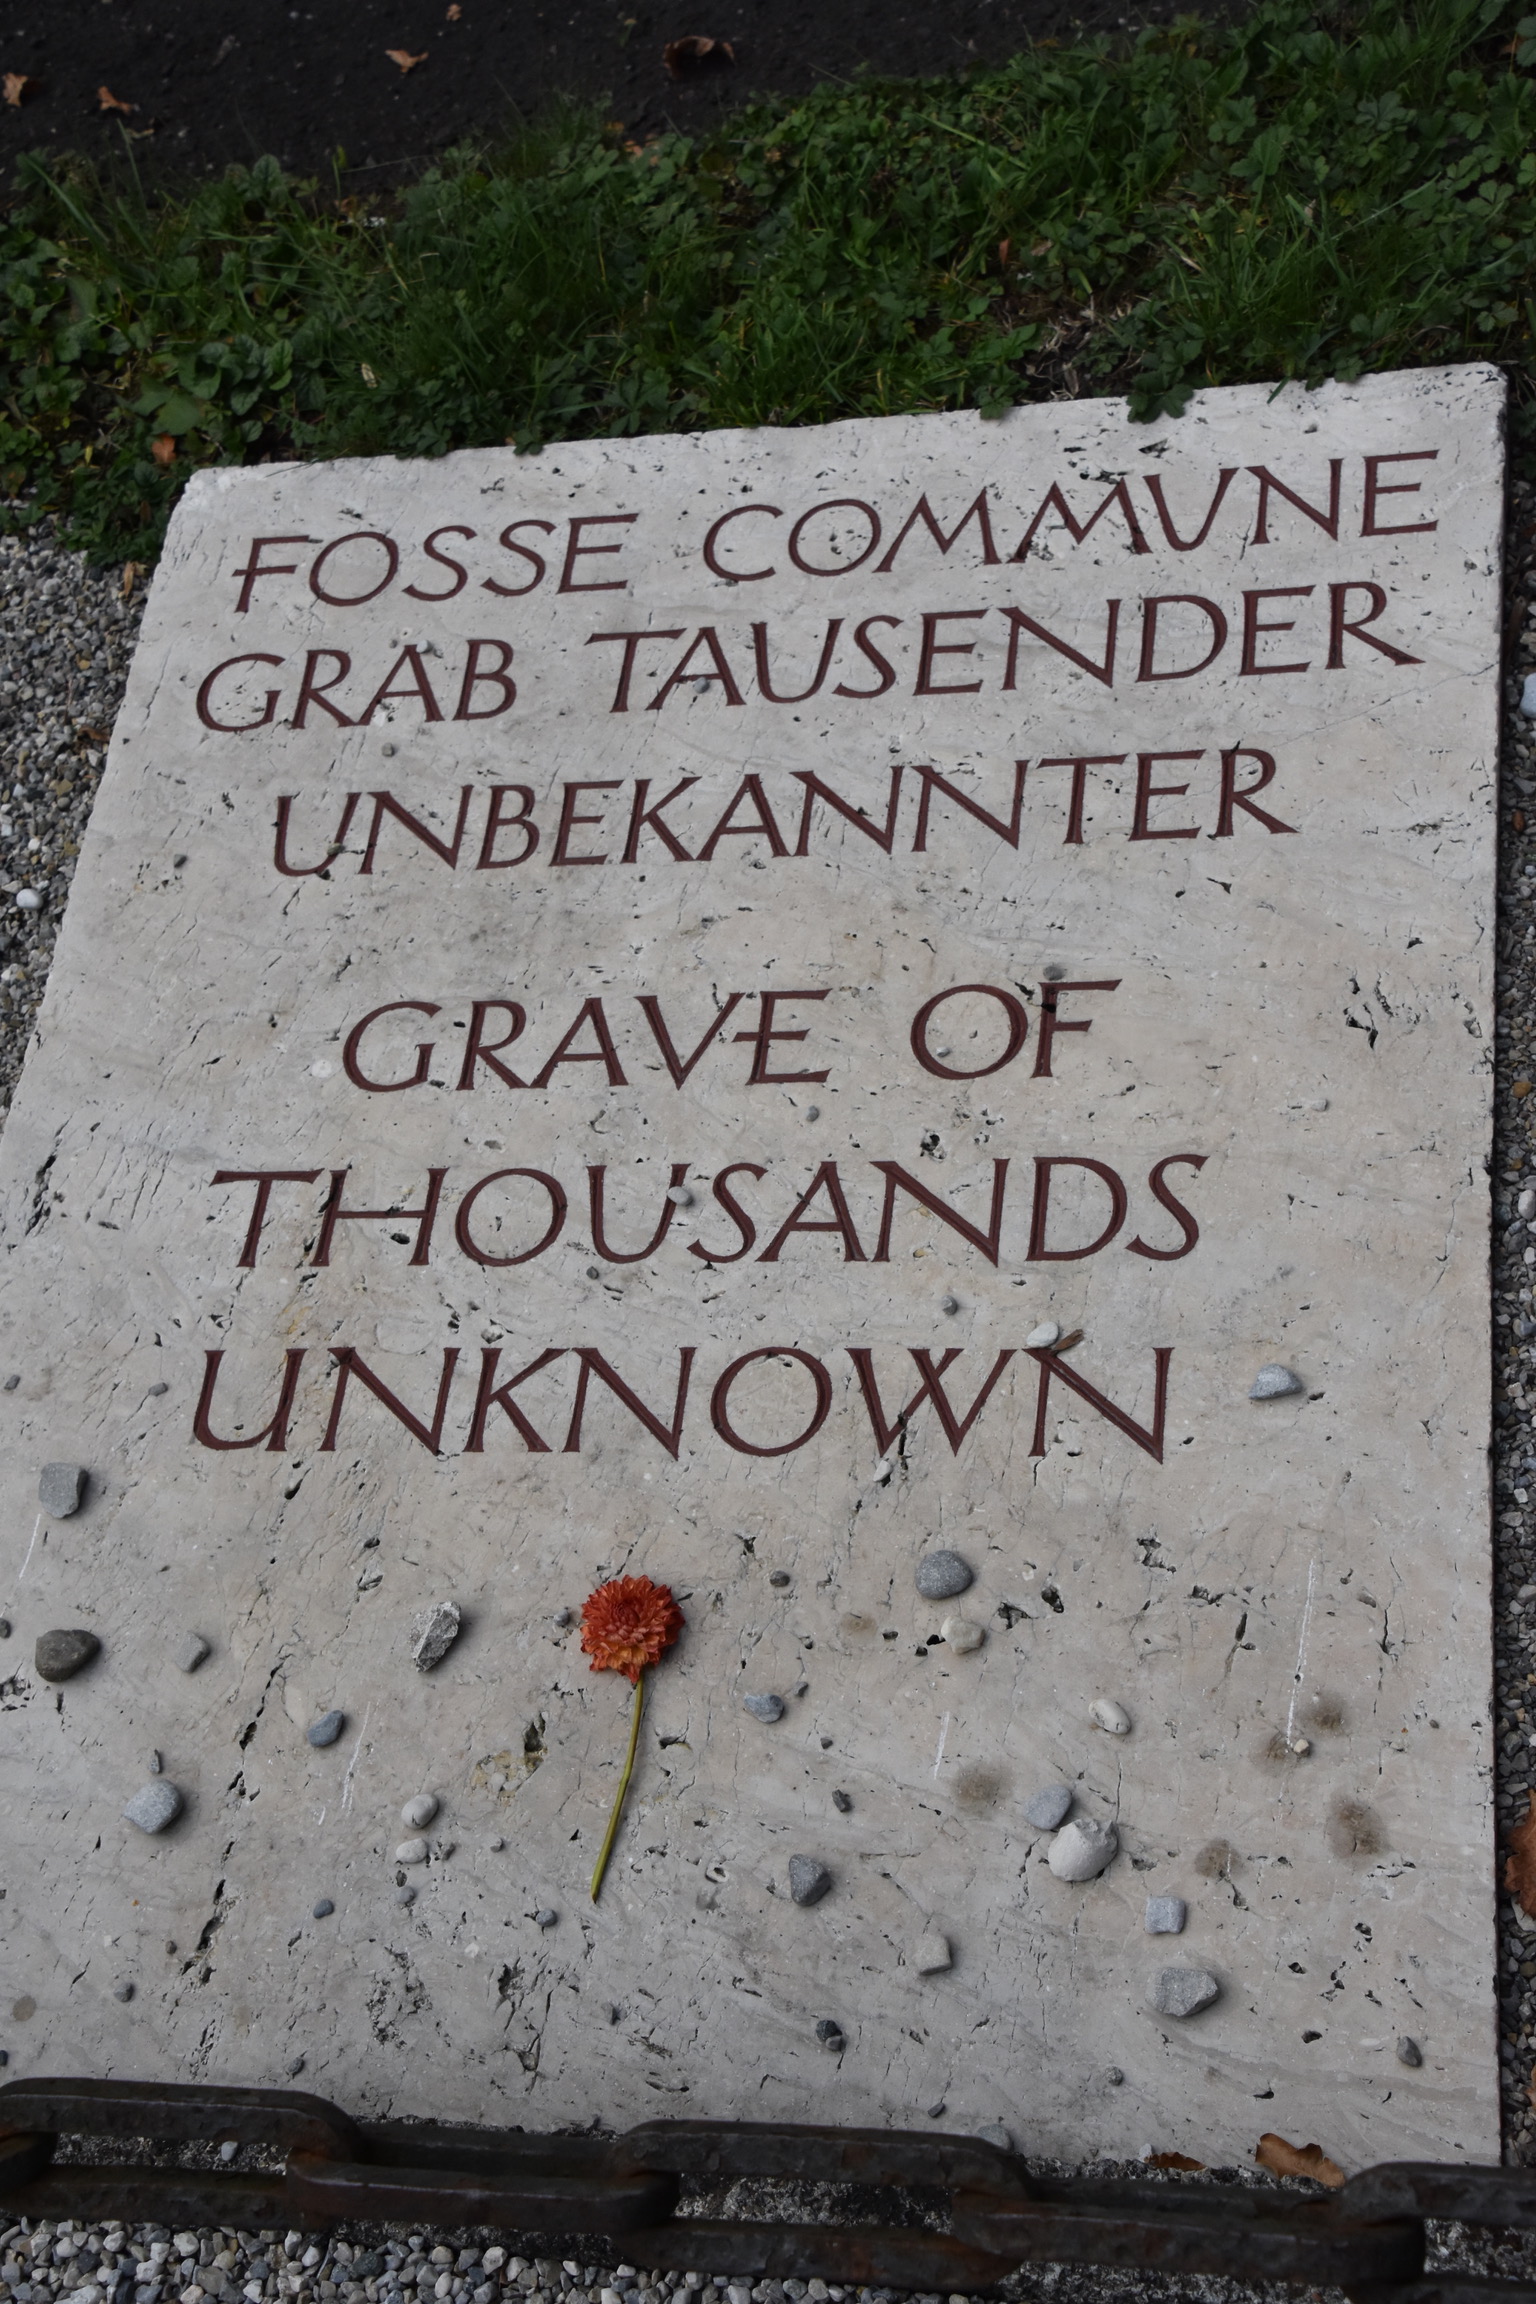 FOSSE COMMUNE
GRAB TAUSENDER
UNBEKANNTER
GRAVE OF
THOUSANDS
UNKNOWN